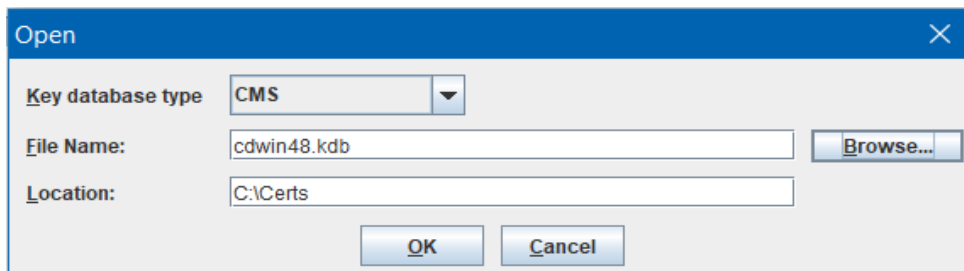 Open
Key database type CMS
File Name: cdwin48.kdb Browse...
Location: C:\Certs
OK Cancel